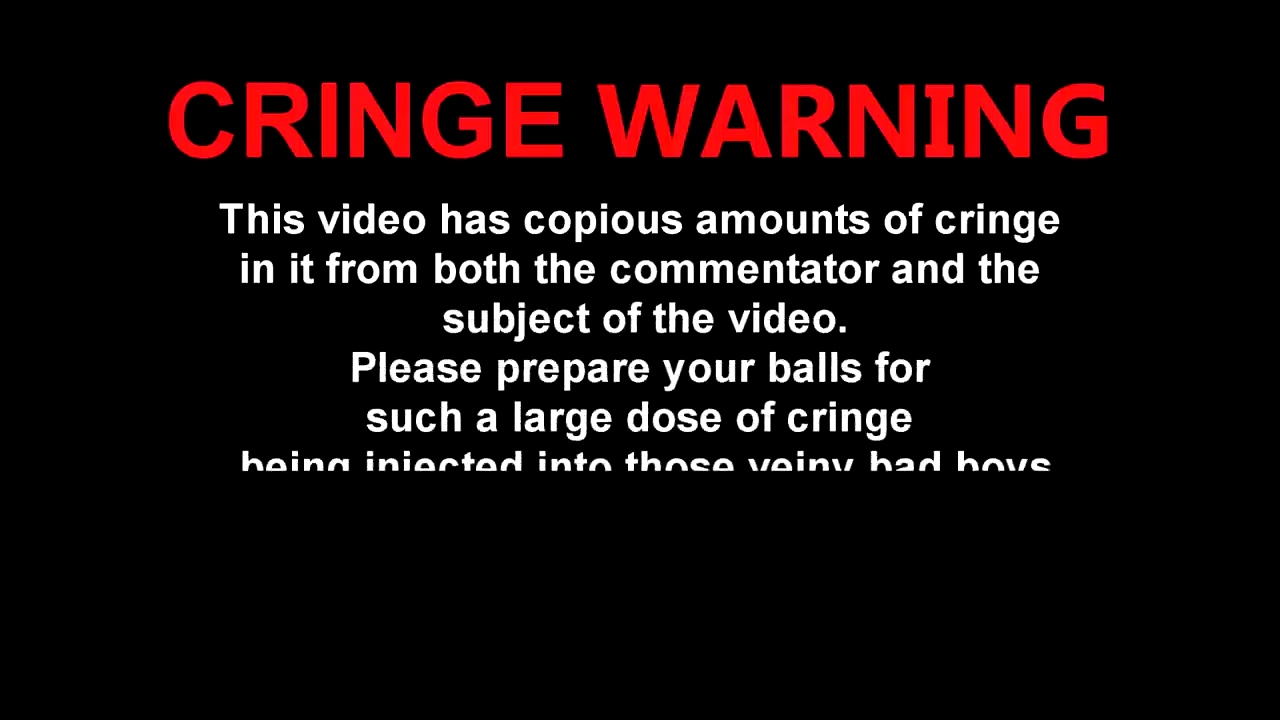 CRINGE WARNING
This video has copious amounts of cringe
in it from both the commentator and the
subject of the video.
Please prepare your balls for
such a large dose of cringe
being injected into those veiny bad boys